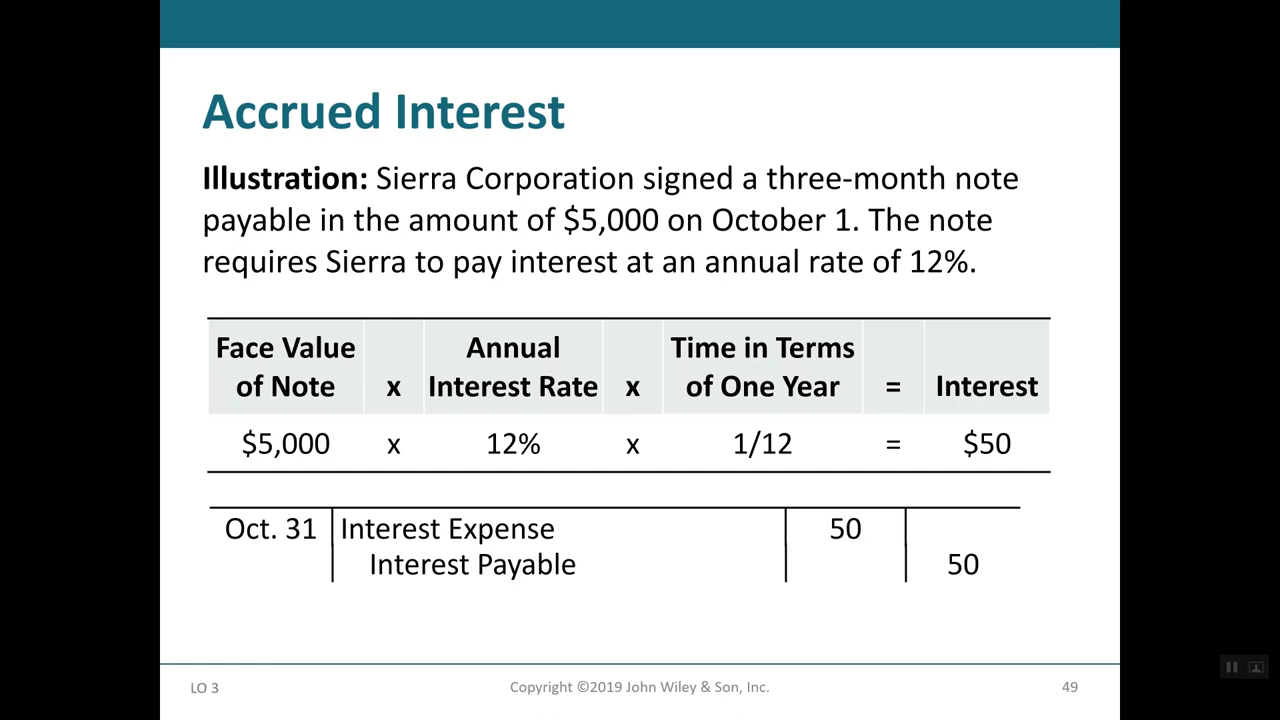 Accrued Interest
Illustration: Sierra Corporation signed a three-month note
payable in the amount of $5,000 on October 1. The note
requires Sierra to pay interest at an annual rate of 12%.
Face Value of Note x Annual Interest Rate x Time in Terms of One Year = Interest
$5,000 x 12% x 1/12 = $50
Oct. 31 Interest Expense 50
Interest Payable 50
LO 3 Copyright ©2019 John Wiley & Son, Inc. 49